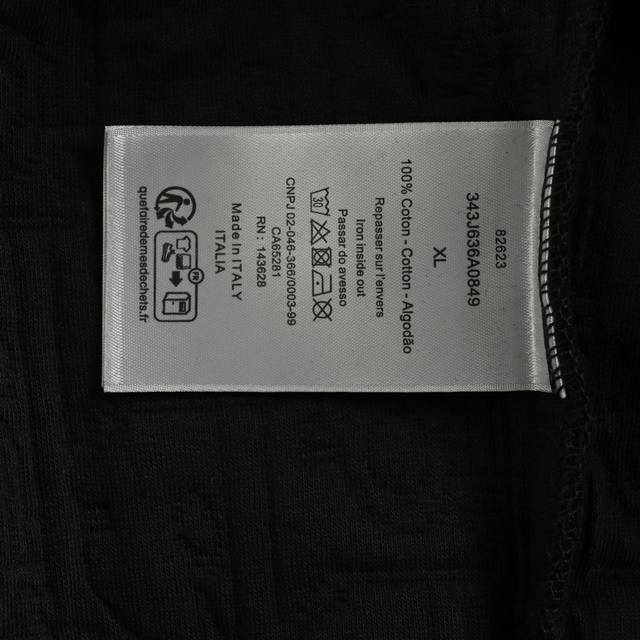 82623
343J636A0849
XL
100% Coton - Cotton - Algodão
Repasser sur l'envers
Iron inside out
Passar do avesso
30
CNPJ 02-046-366/0003-99
CA65281
RN : 143628
Made in ITALY
ITALIA
quefairedemesdechets.fr